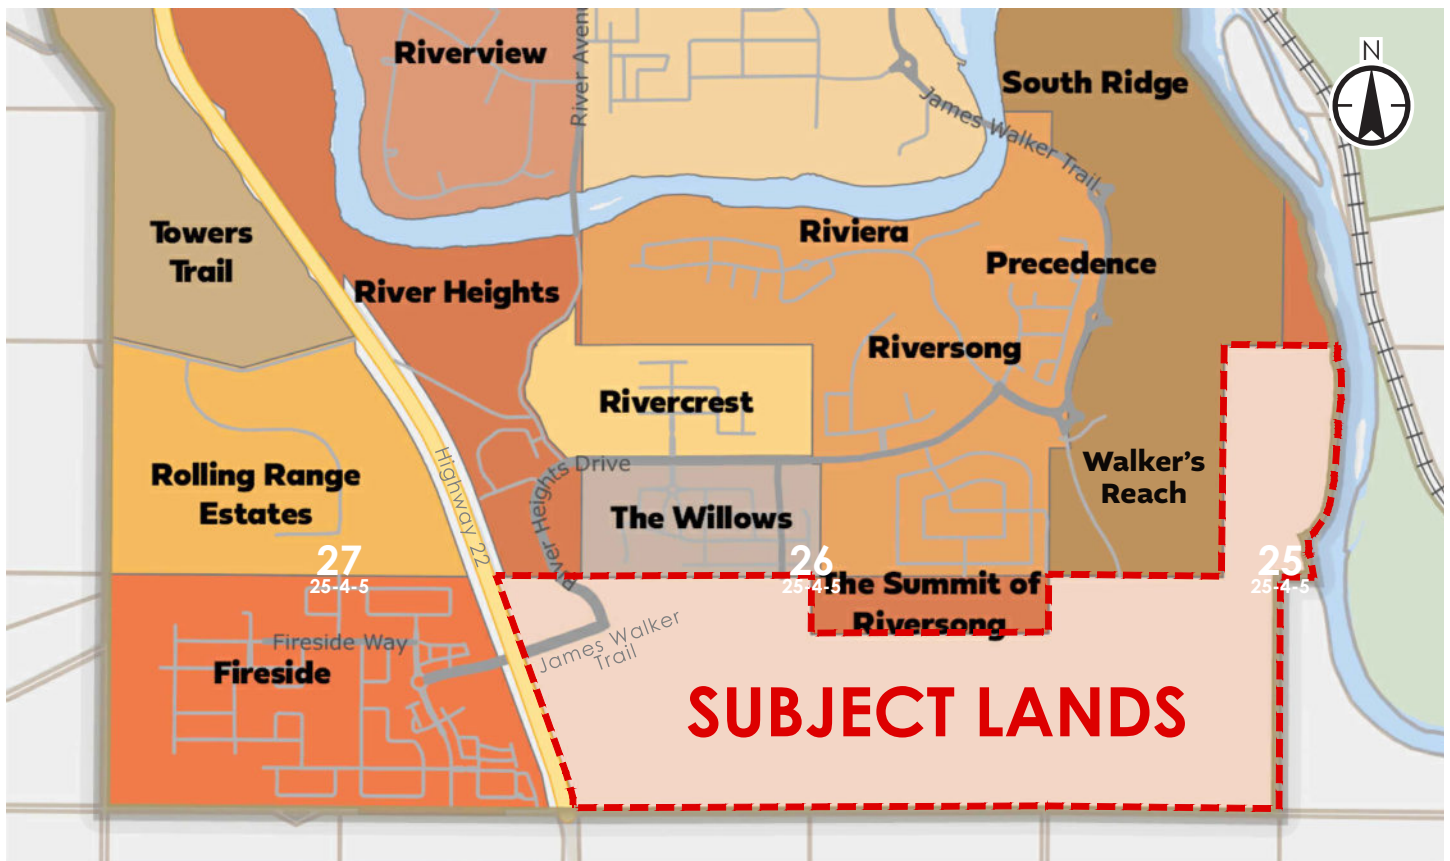 Riverview
River Avenu
N
South Ridge
James Walker Trail
Towers
Trail
Riviera
Precedence
River Heights
Riversong
Rivercrest
Walker's
Reach
Rolling Range
Estates
Highway 22
River Heights Drive
The Willows
27
25-4-5
26
25-4-5
25
25-4-5
The Summit of
Riversong
Fireside Way
Fireside
James Walker
Trail
SUBJECT LANDS